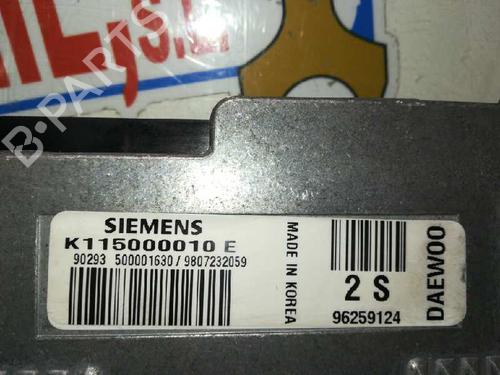 B-PARTS
SIEMENS
K115000010 E
90293 500001630 / 9807232059
MADE IN KOREA
2 S
96259124
DAEWOO